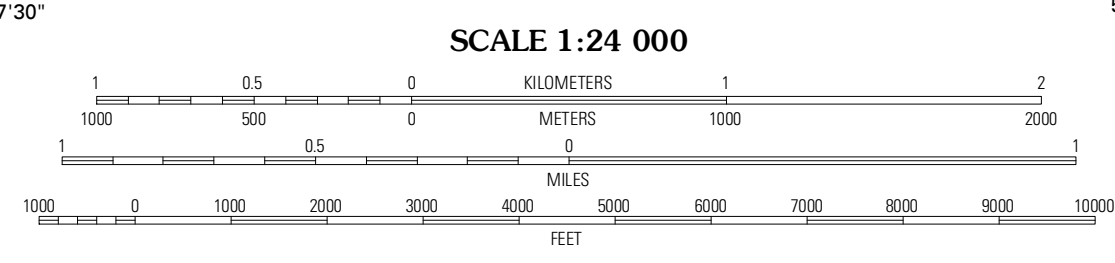 7'30"
SCALE 1:24 000
1 0.5 0 KILOMETERS 1 2
1000 500 0 METERS 1000 2000
1 0.5 0 1
MILES
1000 0 1000 2000 3000 4000 5000 6000 7000 8000 9000 10000
FEET